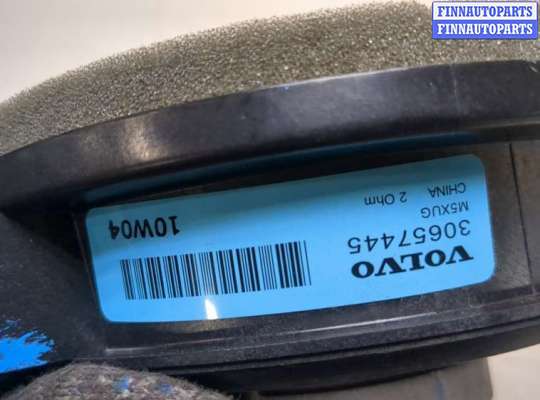 FINNAUTOPARTS
FINNAUTOPARTS
VOLVO
30657445
M5XUG
CHINA 2 Ohm
10W04